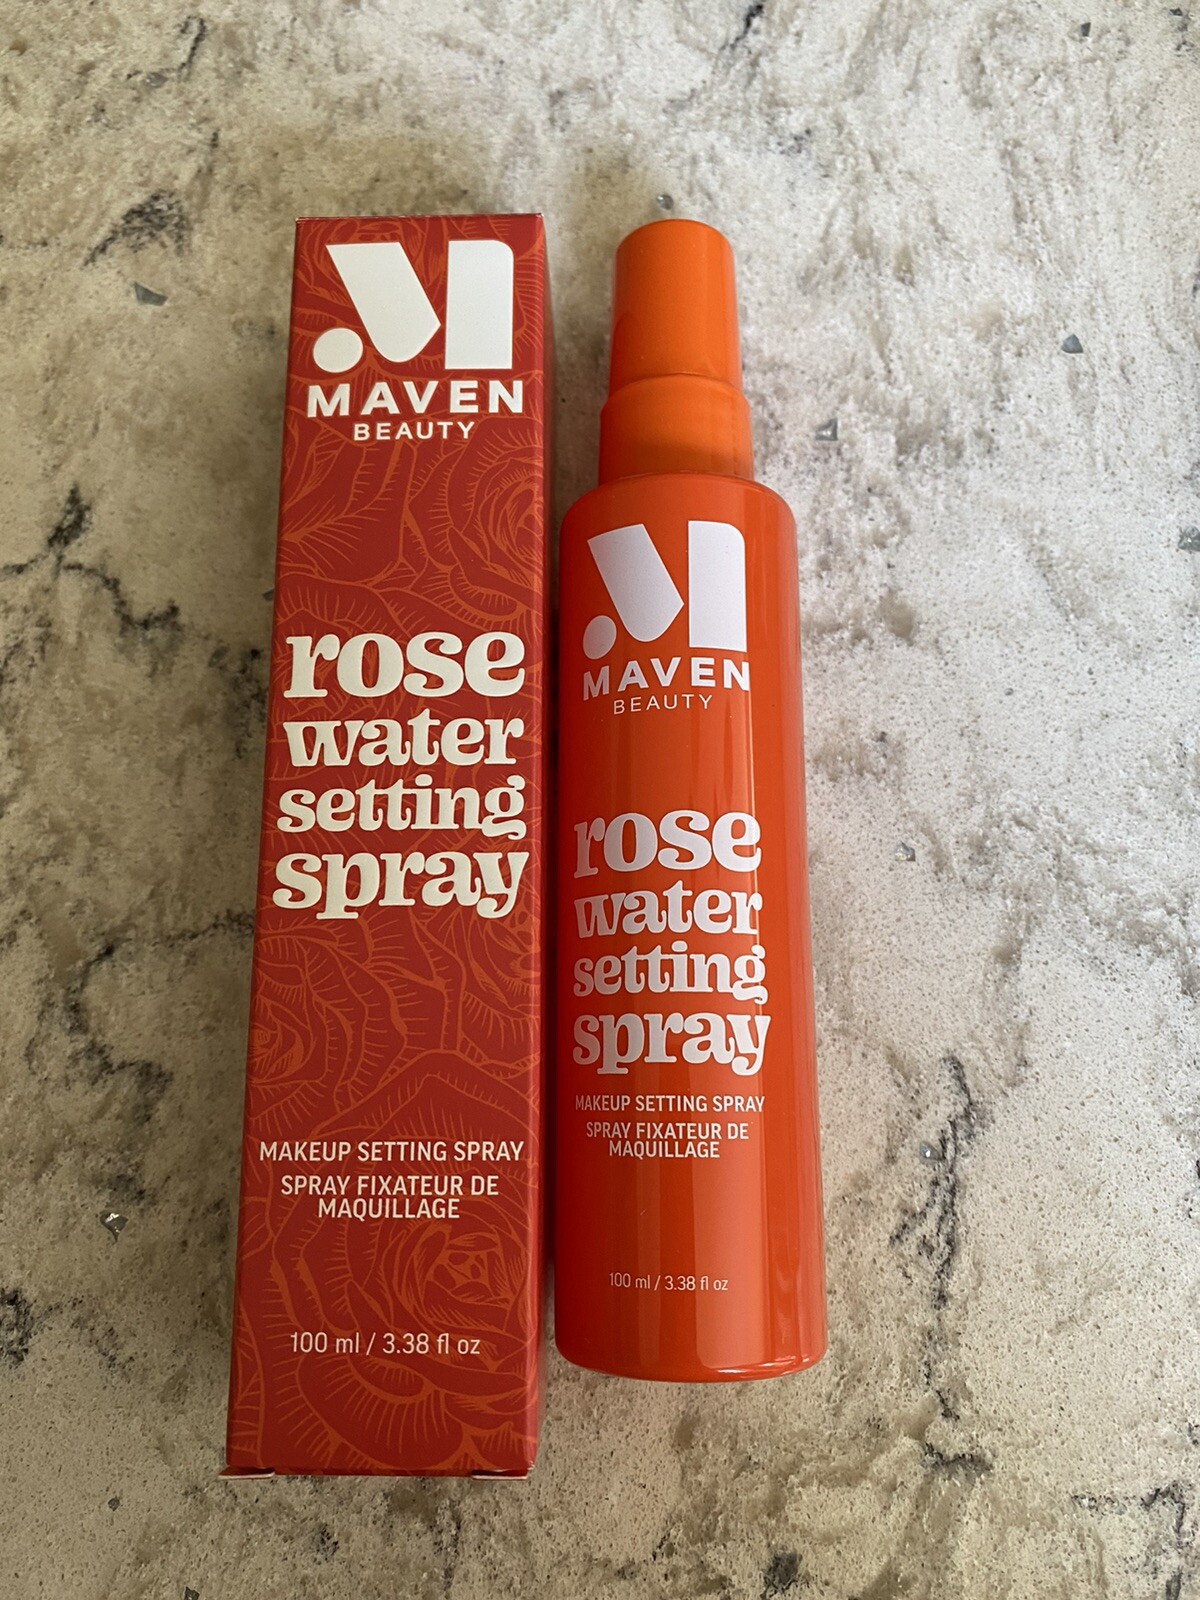 MAVEN
BEAUTY
rose
water
setting
spray
MAKEUP SETTING SPRAY
SPRAY FIXATEUR DE
MAQUILLAGE
100 ml / 3.38 fl oz
MAVEN
BEAUTY
rose
water
setting
spray
MAKEUP SETTING SPRAY
SPRAY FIXATEUR DE
MAQUILLAGE
100 ml / 3.38 fl oz